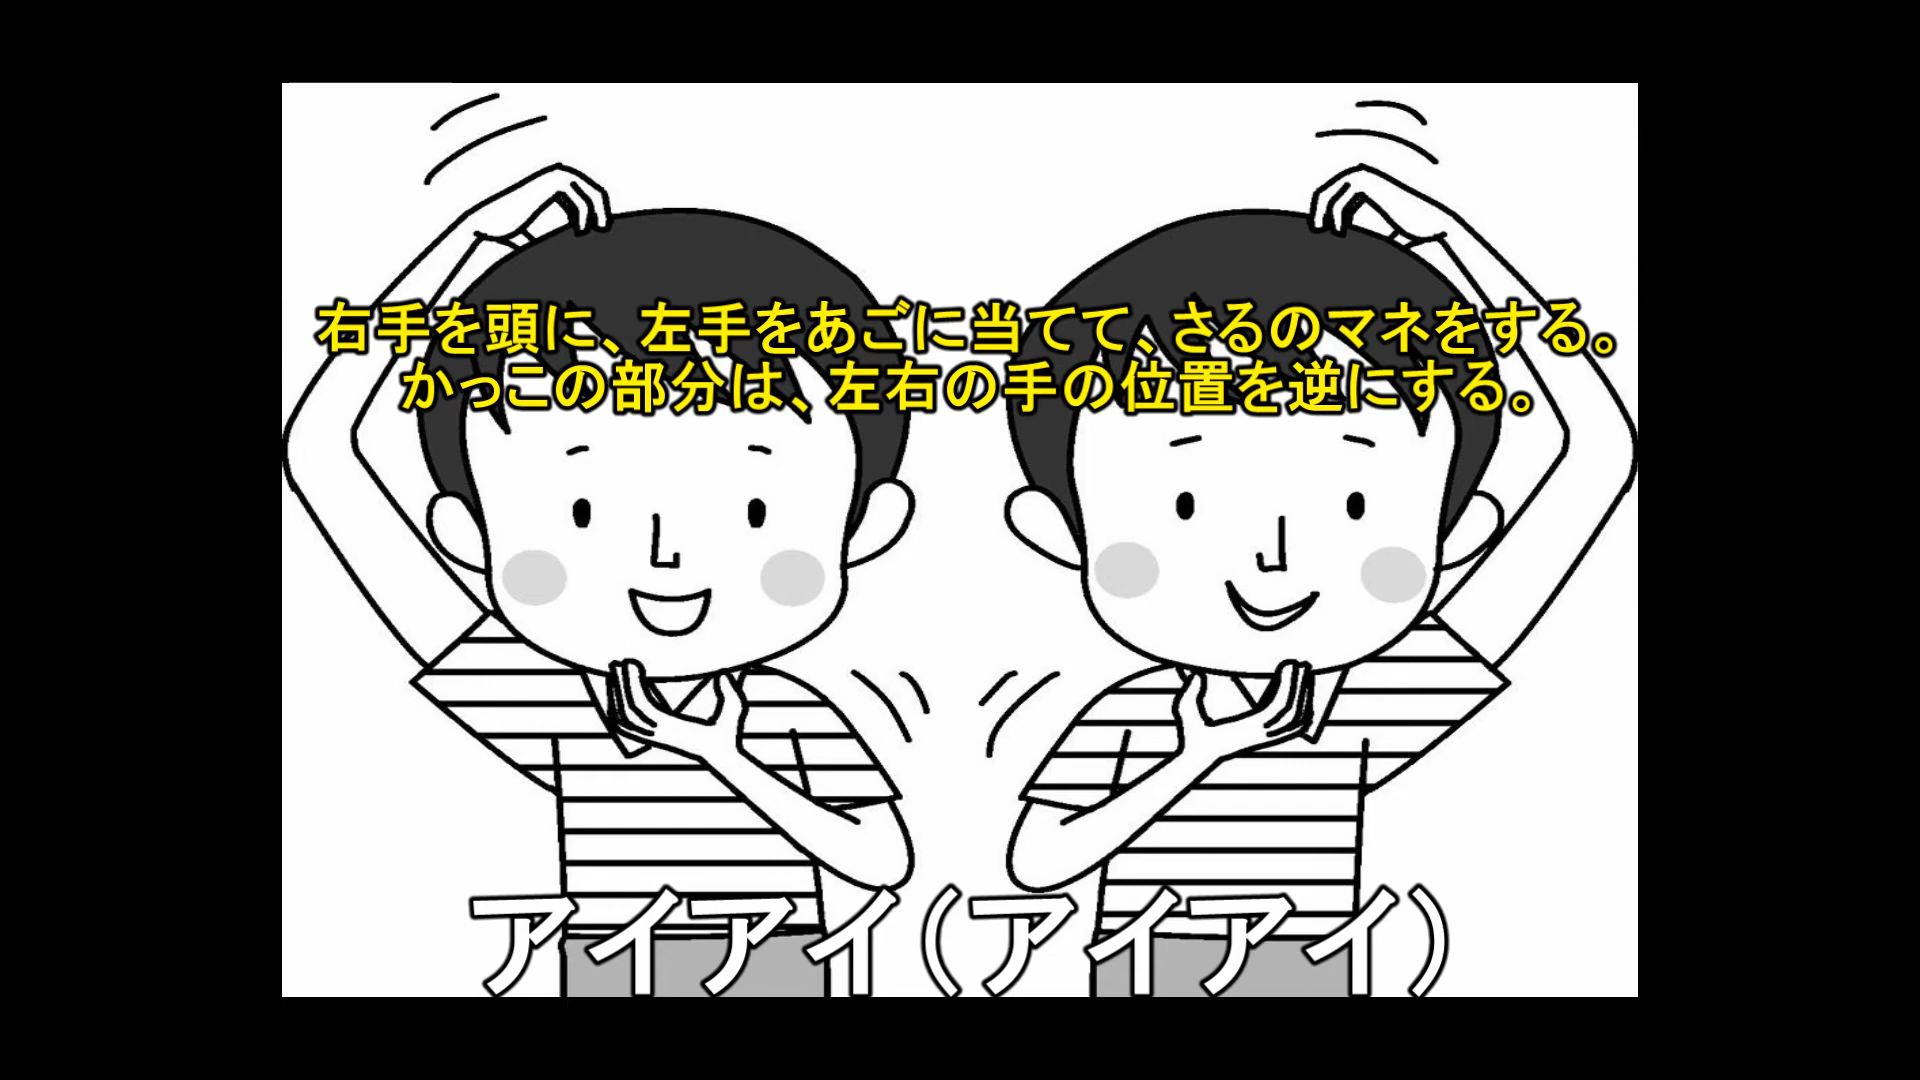 右手を頭に、左手をあごに当てて、さるのマネをする。
かっこの部分は、左右の手の位置を逆にする。
アイアイ(アイアイ)